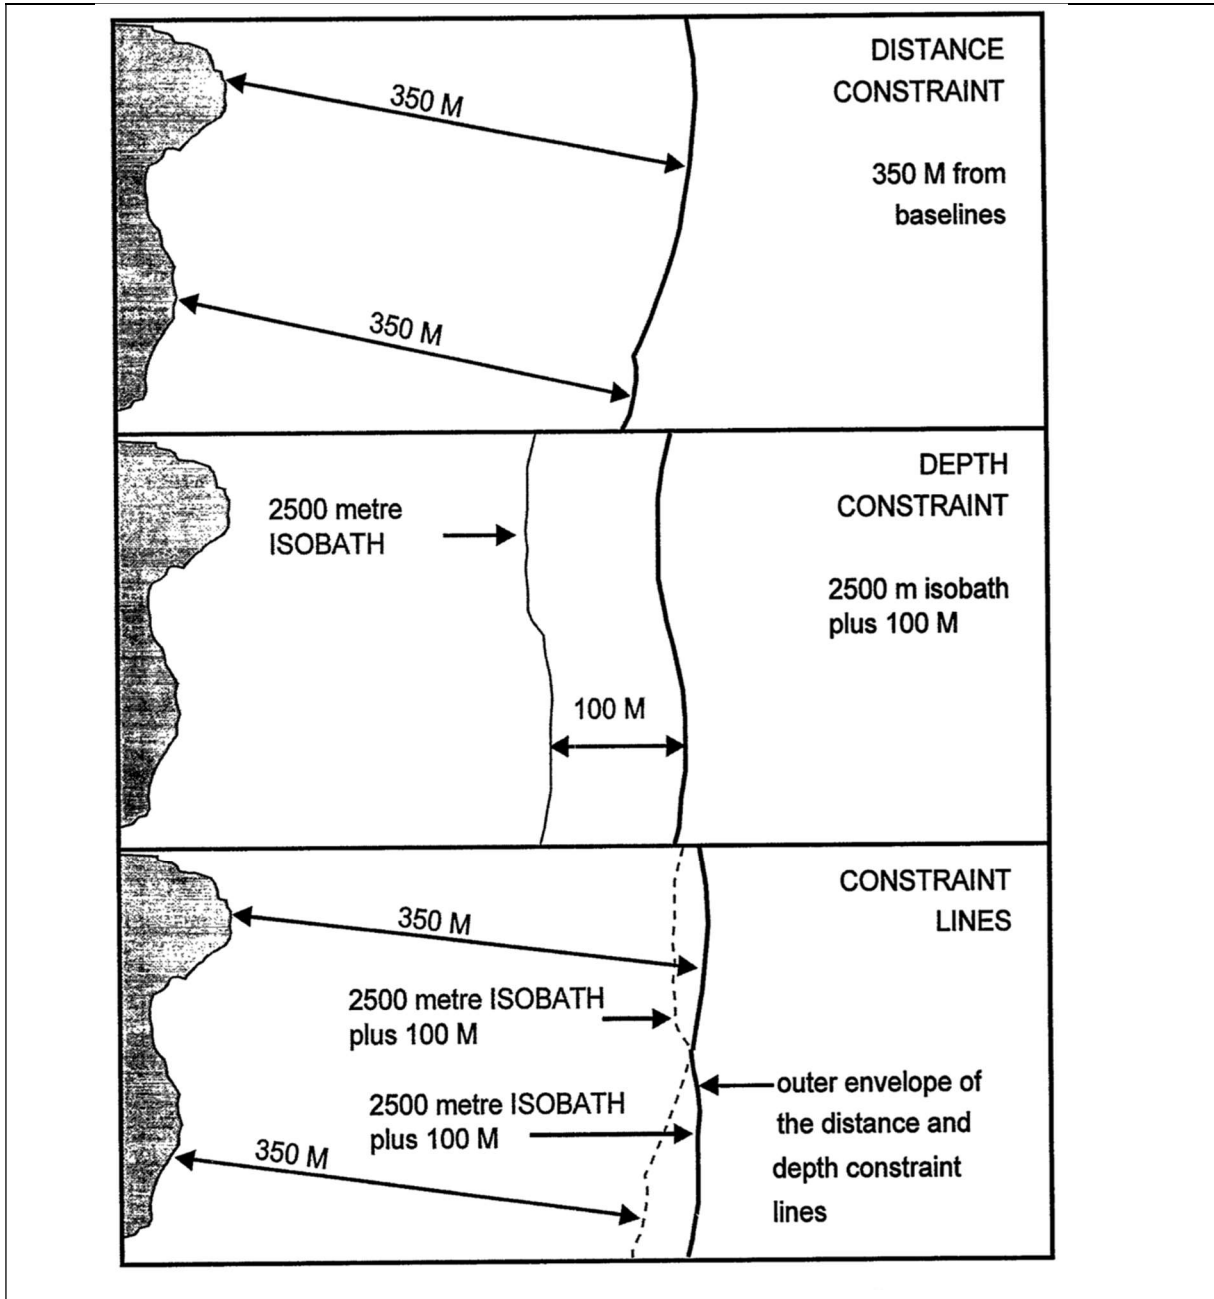 DISTANCE
CONSTRAINT
350 M
350 M from
baselines
350 M
DEPTH
CONSTRAINT
2500 metre
ISOBATH
2500 m isobath
plus 100 M
100 M
CONSTRAINT
LINES
350 M
2500 metre ISOBATH
plus 100 M
outer envelope of
the distance and
depth constraint
lines
2500 metre ISOBATH
plus 100 M
350 M